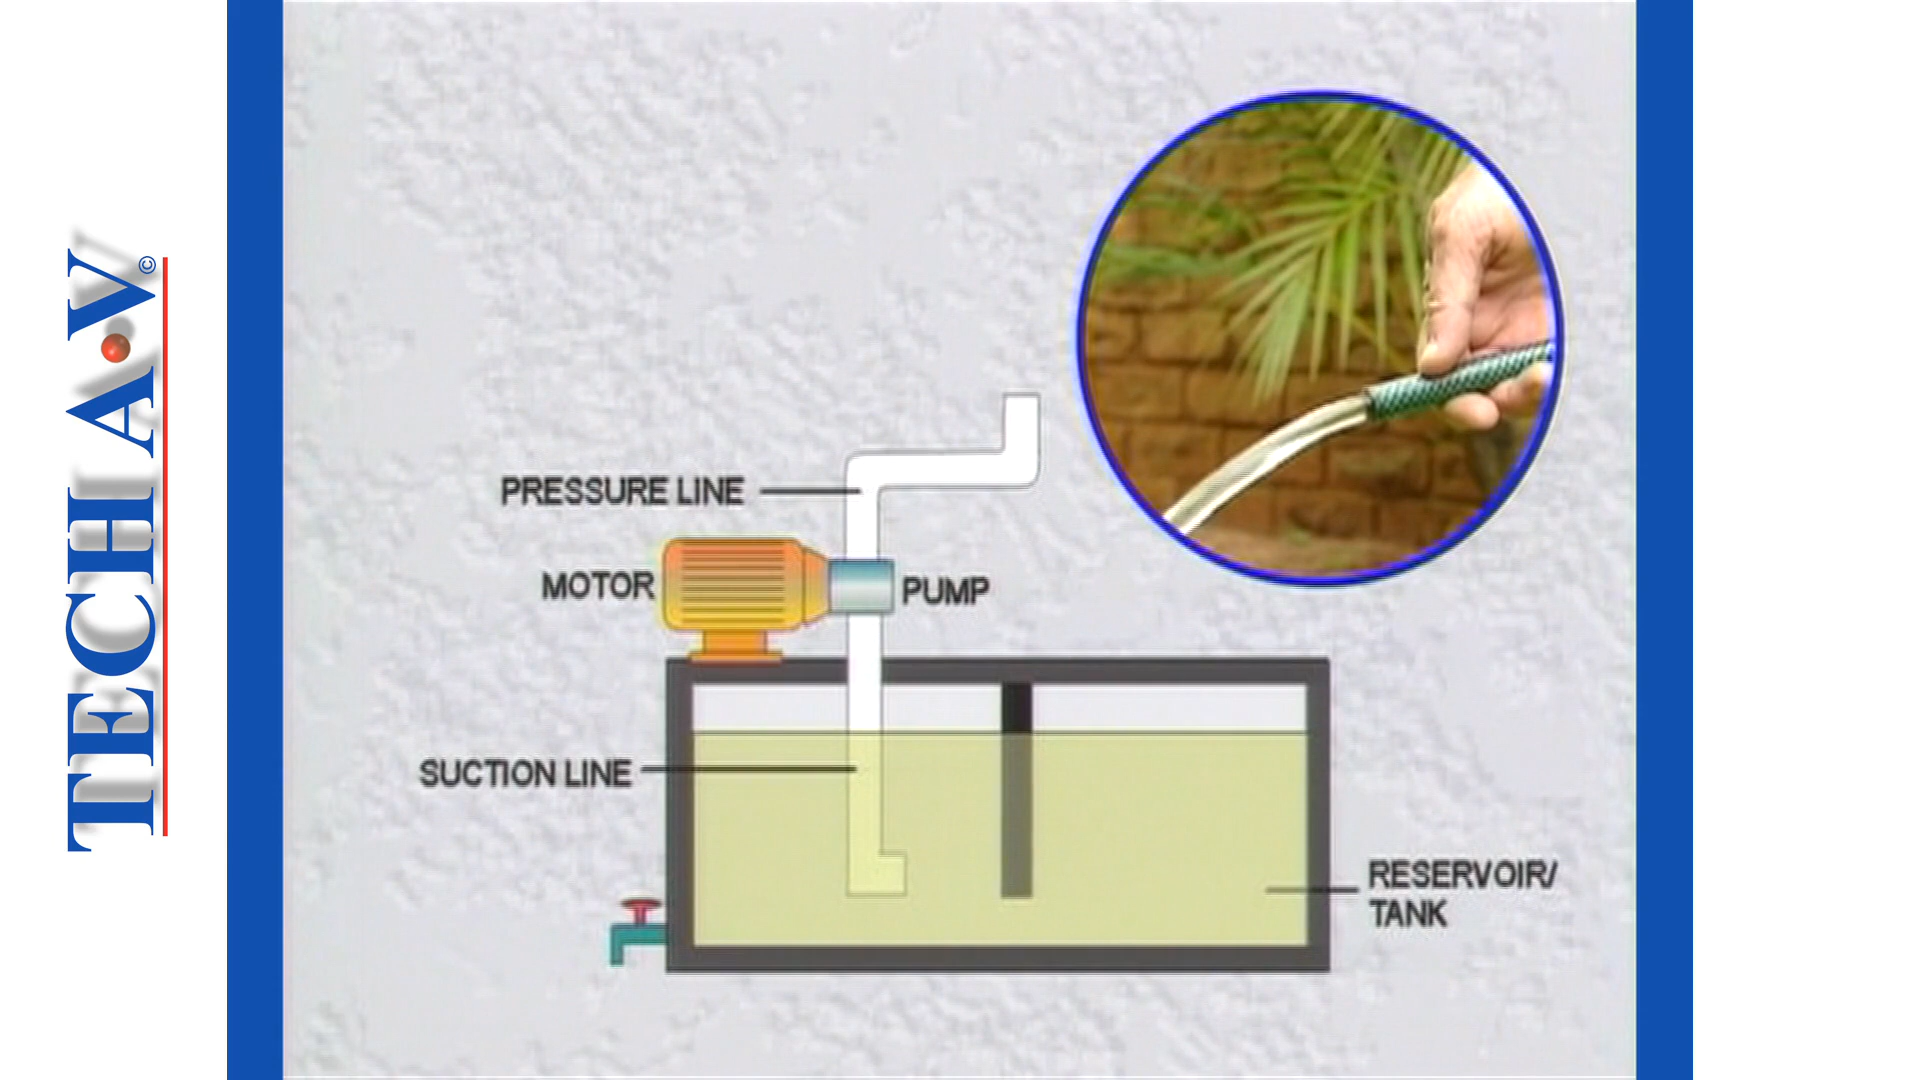 TECH A.V ©
PRESSURE LINE
MOTOR
PUMP
SUCTION LINE
RESERVOIR/
TANK